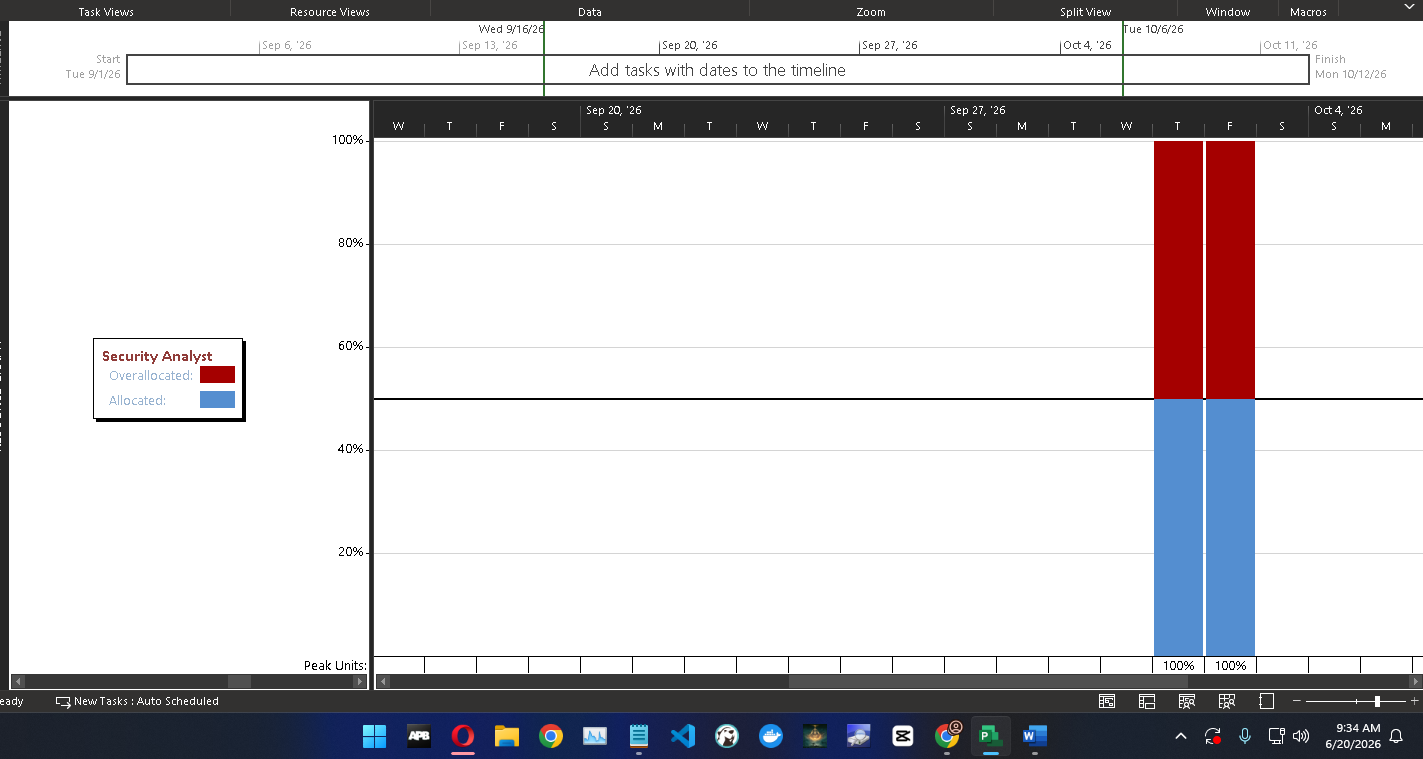 Task Views Resource Views Data Zoom Split View Window Macros
Wed 9/16/26 Tue 10/6/26
Sep 6, '26 Sep 13, '26 Sep 20, '26 Sep 27, '26 Oct 4, '26 Oct 11, '26
Start
Tue 9/1/26
Add tasks with dates to the timeline
Finish
Mon 10/12/26
Sep 20, '26 Sep 27, '26 Oct 4, '26
W T F S S M T W T F S S M T W T F S S M
100%
80%
60%
40%
20%
Security Analyst
Overallocated:
Allocated:
Peak Units: 100% 100%
eady New Tasks : Auto Scheduled
APB
9:34 AM
6/20/2026